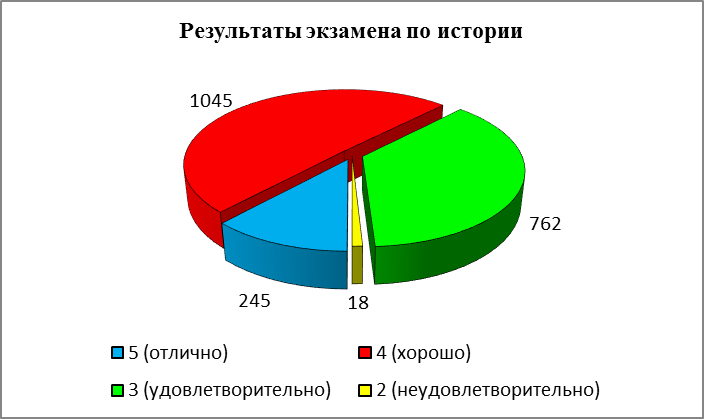 Результаты экзамена по истории
1045
762
245
18
5 (отлично)
4 (хорошо)
3 (удовлетворительно)
2 (неудовлетворительно)